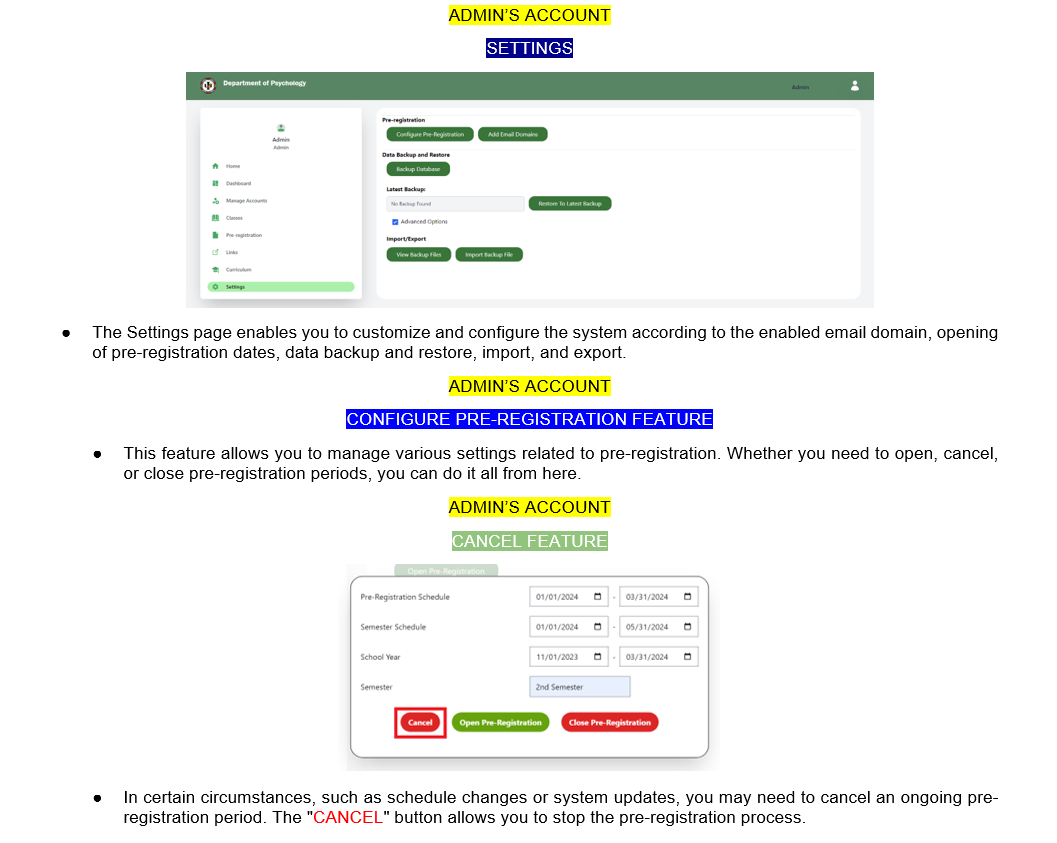 ADMIN'S ACCOUNT
SETTINGS
Department of Psychology
Admin
Admin
Admin
Home
Dashboard
Manage Accounts
Classes
Pre-registration
Links
Curriculum
Settings
Pre-registration
Configure Pre-Registration
Add Email Domains
Data Backup and Restore
Backup Database
Latest Backup:
No Backup Found
Restore To Latest Backup
Advanced Options
Import/Export
View Backup Files
Import Backup File
● The Settings page enables you to customize and configure the system according to the enabled email domain, opening
of pre-registration dates, data backup and restore, import, and export.
ADMIN'S ACCOUNT
CONFIGURE PRE-REGISTRATION FEATURE
● This feature allows you to manage various settings related to pre-registration. Whether you need to open, cancel,
or close pre-registration periods, you can do it all from here.
ADMIN'S ACCOUNT
CANCEL FEATURE
Open Pre-Registration
Pre-Registration Schedule 01/01/2024 - 03/31/2024
Semester Schedule 01/01/2024 - 05/31/2024
School Year 11/01/2023 - 03/31/2024
Semester 2nd Semester
Cancel Open Pre-Registration Close Pre-Registration
● In certain circumstances, such as schedule changes or system updates, you may need to cancel an ongoing pre-
registration period. The "CANCEL" button allows you to stop the pre-registration process.